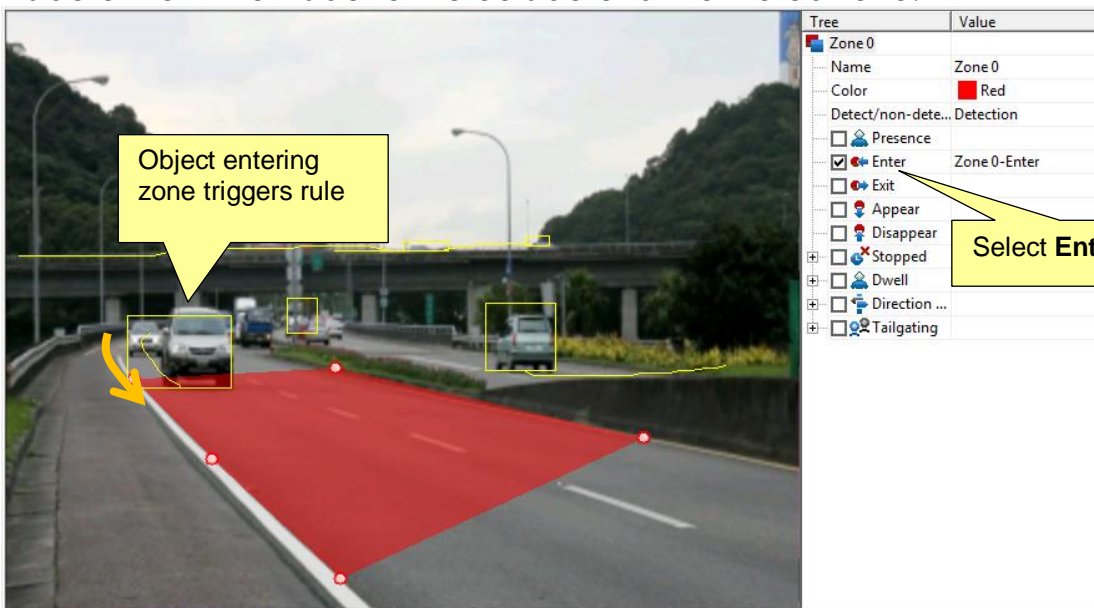 Tree Value
Zone 0
Name Zone 0
Color Red
Detect/non-dete... Detection
Presence
Enter Zone 0-Enter
Exit
Appear
Disappear
Stopped
Dwell
Direction ...
Tailgating
Object entering
zone triggers rule
Select Ent